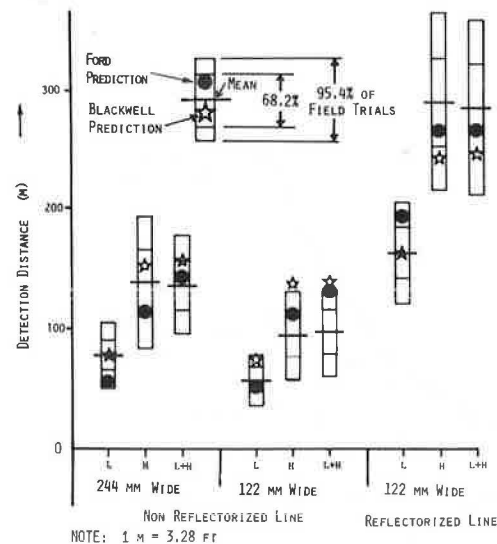 FORD
PREDICTION
MEAN
BLACKWELL
PREDICTION
68.2%
95.4% OF
FIELD TRIALS
DETECTION DISTANCE (M)
300
200
100
0
L H L+H L H L+H L H L+H
244 MM WIDE 122 MM WIDE 122 MM WIDE
NON REFLECTORIZED LINE REFLECTORIZED LINE
NOTE: 1 M = 3.28 FT